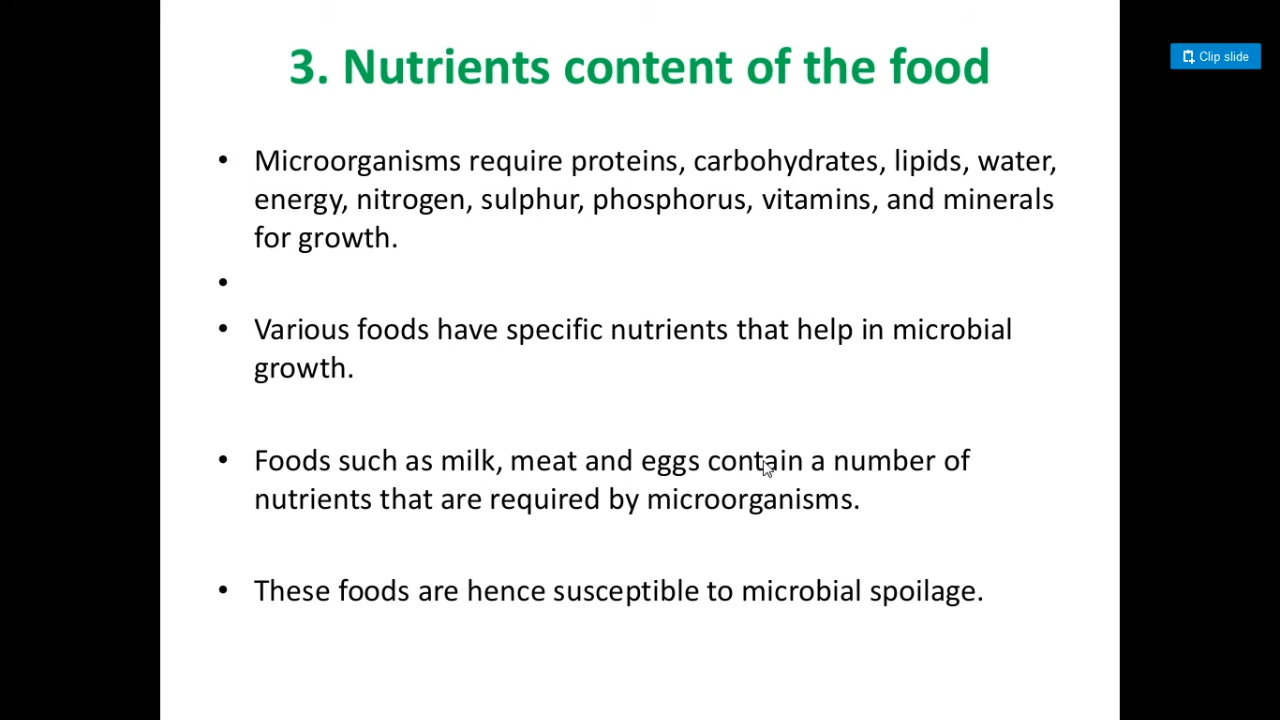 3. Nutrients content of the food
Clip slide
• Microorganisms require proteins, carbohydrates, lipids, water,
energy, nitrogen, sulphur, phosphorus, vitamins, and minerals
for growth.
•
• Various foods have specific nutrients that help in microbial
growth.
• Foods such as milk, meat and eggs contain a number of
nutrients that are required by microorganisms.
• These foods are hence susceptible to microbial spoilage.